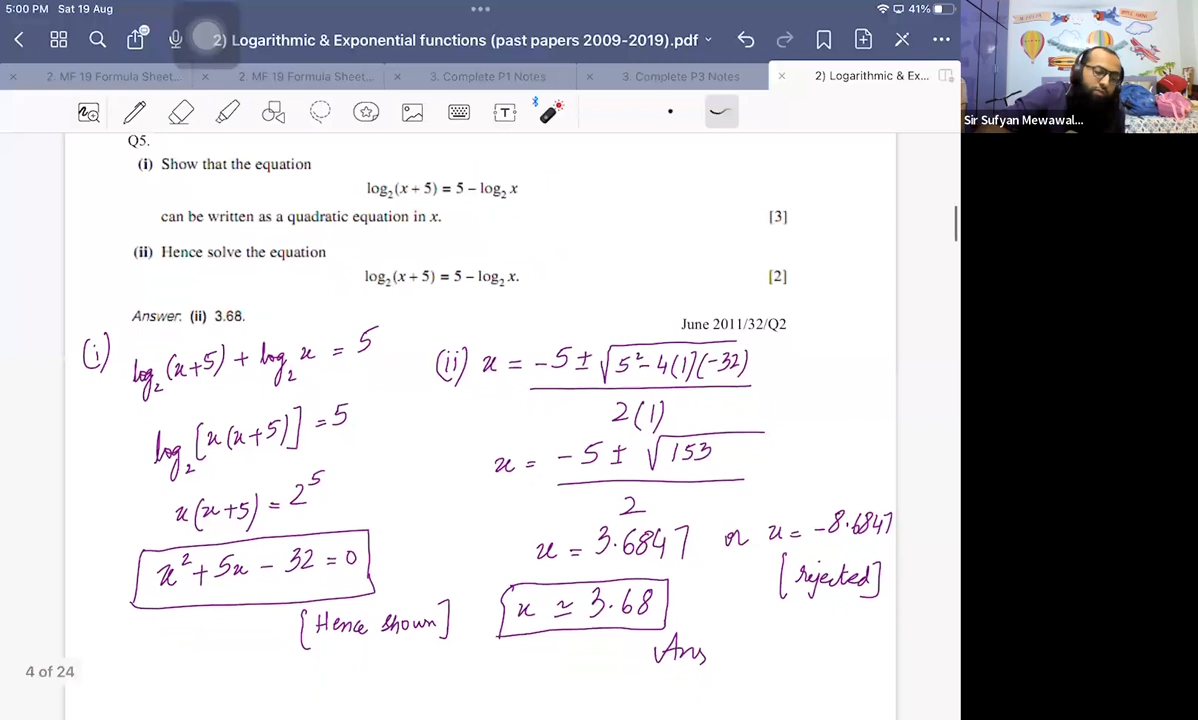 5:00 PM Sat 19 Aug
41%
2) Logarithmic & Exponential functions (past papers 2009-2019).pdf
2. MF 19 Formula Sheet...
2. MF 19 Formula Sheet...
3. Complete P1 Notes
3. Complete P3 Notes
2) Logarithmic & Ex...
Sir Sufyan Mewawal...
Q5.
(i) Show that the equation
log₂(x + 5) = 5 − log₂ x
can be written as a quadratic equation in x. [3]
(ii) Hence solve the equation
log₂(x + 5) = 5 − log₂ x. [2]
Answer: (ii) 3.68.
June 2011/32/Q2
(i) log₂(x+5) + log₂ x = 5
log₂[x(x+5)] = 5
x(x+5) = 2⁵
x² + 5x − 32 = 0
[Hence shown]
(ii) x = −5 ± √5² − 4(1)(−32)
2(1)
x = −5 ± √153
2
x = 3.6847 or x = −8.6847
[rejected]
x ≃ 3.68
Ans
4 of 24